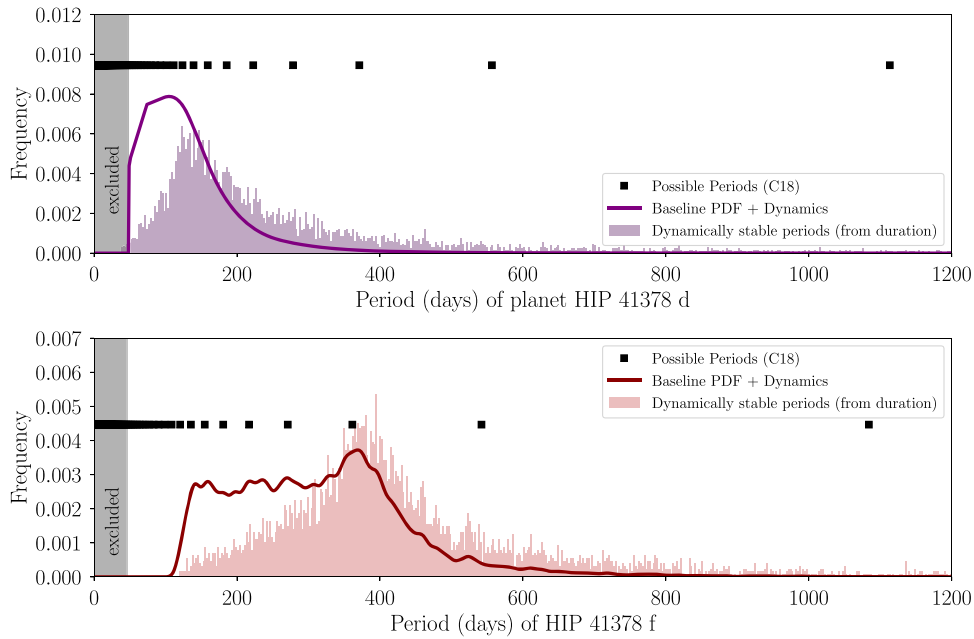 0.012
0.010
0.008
0.006
0.004
0.002
0.000
Frequency
excluded
Possible Periods (C18)
Baseline PDF + Dynamics
Dynamically stable periods (from duration)
0 200 400 600 800 1000 1200
Period (days) of planet HIP 41378 d
0.007
0.006
0.005
0.004
0.003
0.002
0.001
0.000
Frequency
excluded
Possible Periods (C18)
Baseline PDF + Dynamics
Dynamically stable periods (from duration)
0 200 400 600 800 1000 1200
Period (days) of HIP 41378 f